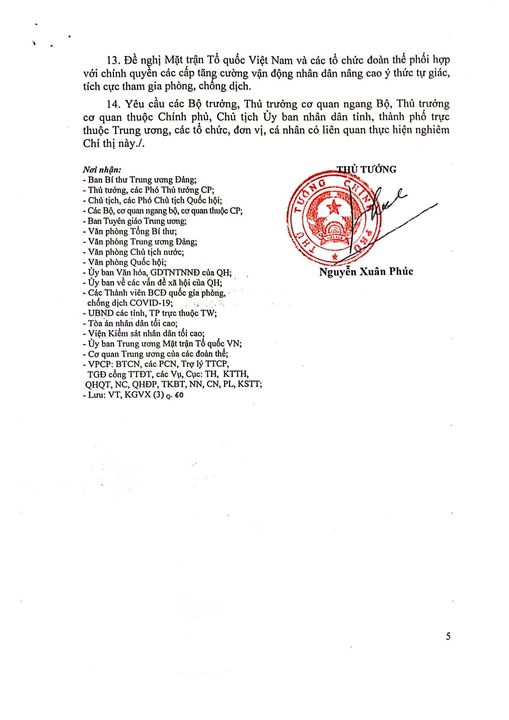 13. Đề nghị Mặt trận Tổ quốc Việt Nam và các tổ chức đoàn thể phối hợp
với chính quyền các cấp tăng cường vận động nhân dân nâng cao ý thức tự giác,
tích cực tham gia phòng, chống dịch.
14. Yêu cầu các Bộ trưởng, Thủ trưởng cơ quan ngang Bộ, Thủ trưởng
cơ quan thuộc Chính phủ, Chủ tịch Ủy ban nhân dân tỉnh, thành phố trực
thuộc Trung ương, các tổ chức, đơn vị, cá nhân có liên quan thực hiện nghiêm
Chỉ thị này./.
Nơi nhận:
- Ban Bí thư Trung ương Đảng;
- Thủ tướng, các Phó Thủ tướng CP;
- Chủ tịch, các Phó Chủ tịch Quốc hội;
- Các Bộ, cơ quan ngang bộ, cơ quan thuộc CP;
- Ban Tuyên giáo Trung ương;
- Văn phòng Tổng Bí thư;
- Văn phòng Trung ương Đảng;
- Văn phòng Chủ tịch nước;
- Văn phòng Quốc hội;
- Ủy ban Văn hóa, GDTNTNNĐ của QH;
- Ủy ban về các vấn đề xã hội của QH;
- Các Thành viên BCĐ quốc gia phòng,
chống dịch COVID-19;
- UBND các tỉnh, TP trực thuộc TW;
- Tòa án nhân dân tối cao;
- Viện Kiểm sát nhân dân tối cao;
- Ủy ban Trung ương Mặt trận Tổ quốc VN;
- Cơ quan Trung ương của các đoàn thể;
- VPCP: BTCN, các PCN, Trợ lý TTCP,
TGĐ cổng TTĐT, các Vụ, Cục: TH, KTTH,
QHQT, NC, QHĐP, TKBT, NN, CN, PL, KSTT;
- Lưu: VT, KGVX (3) Q. 60
THỦ TƯỚNG
THỦ TƯỚNG CHÍNH PHỦ
Nguyễn Xuân Phúc
5